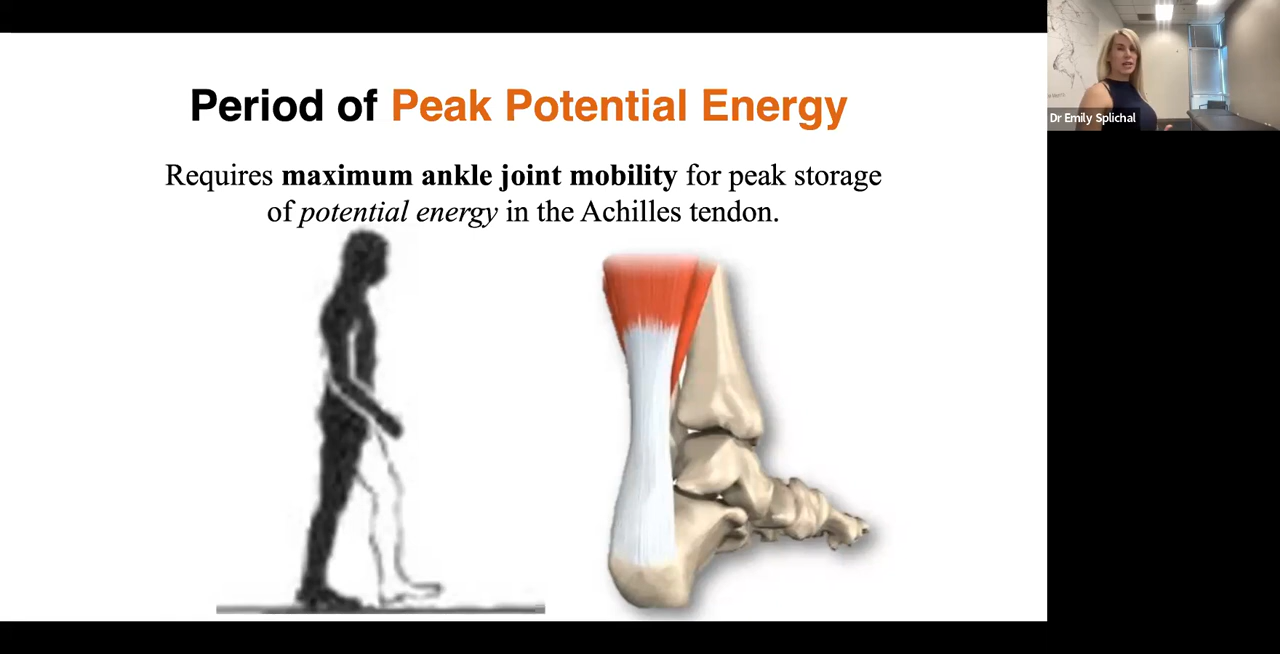 Period of Peak Potential Energy
Requires maximum ankle joint mobility for peak storage
of potential energy in the Achilles tendon.
Dr Emily Splichal